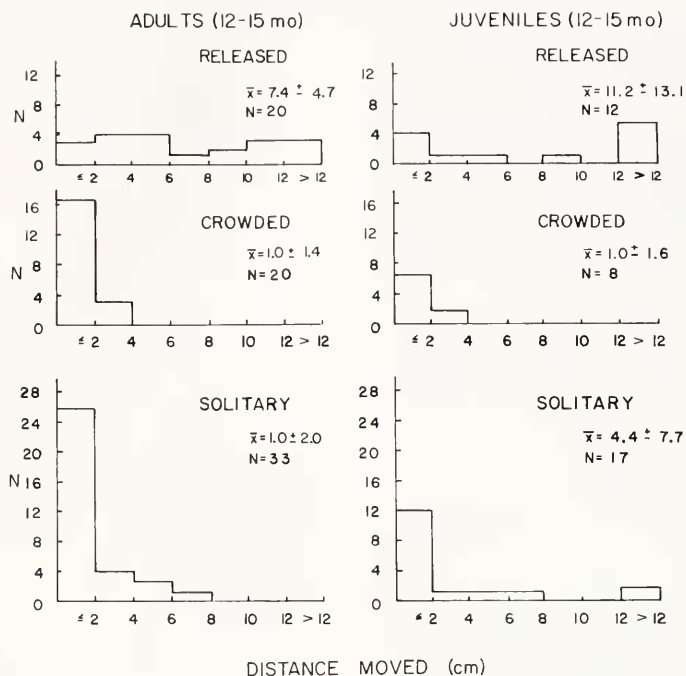 ADULTS (12-15 mo)
JUVENILES (12-15 mo)
RELEASED
x̄ = 7.4 ± 4.7
N = 20
N
12
8
4
0
≤ 2 4 6 8 10 12 > 12
RELEASED
x̄ = 11.2 ± 13.1
N = 12
16
12
8
4
0
≤ 2 4 6 8 10 12 > 12
CROWDED
x̄ = 1.0 ± 1.4
N = 20
N
16
8
4
0
≤ 2 4 6 8 10 12 > 12
CROWDED
x̄ = 1.0 ± 1.6
N = 8
16
12
8
4
0
≤ 2 4 6 8 10 12 > 12
SOLITARY
x̄ = 1.0 ± 2.0
N = 33
N
28
24
20
16
12
8
4
0
≤ 2 4 6 8 10 12 > 12
SOLITARY
x̄ = 4.4 ± 7.7
N = 17
28
24
20
16
12
8
4
0
≤ 2 4 6 8 10 12 > 12
DISTANCE MOVED (cm)